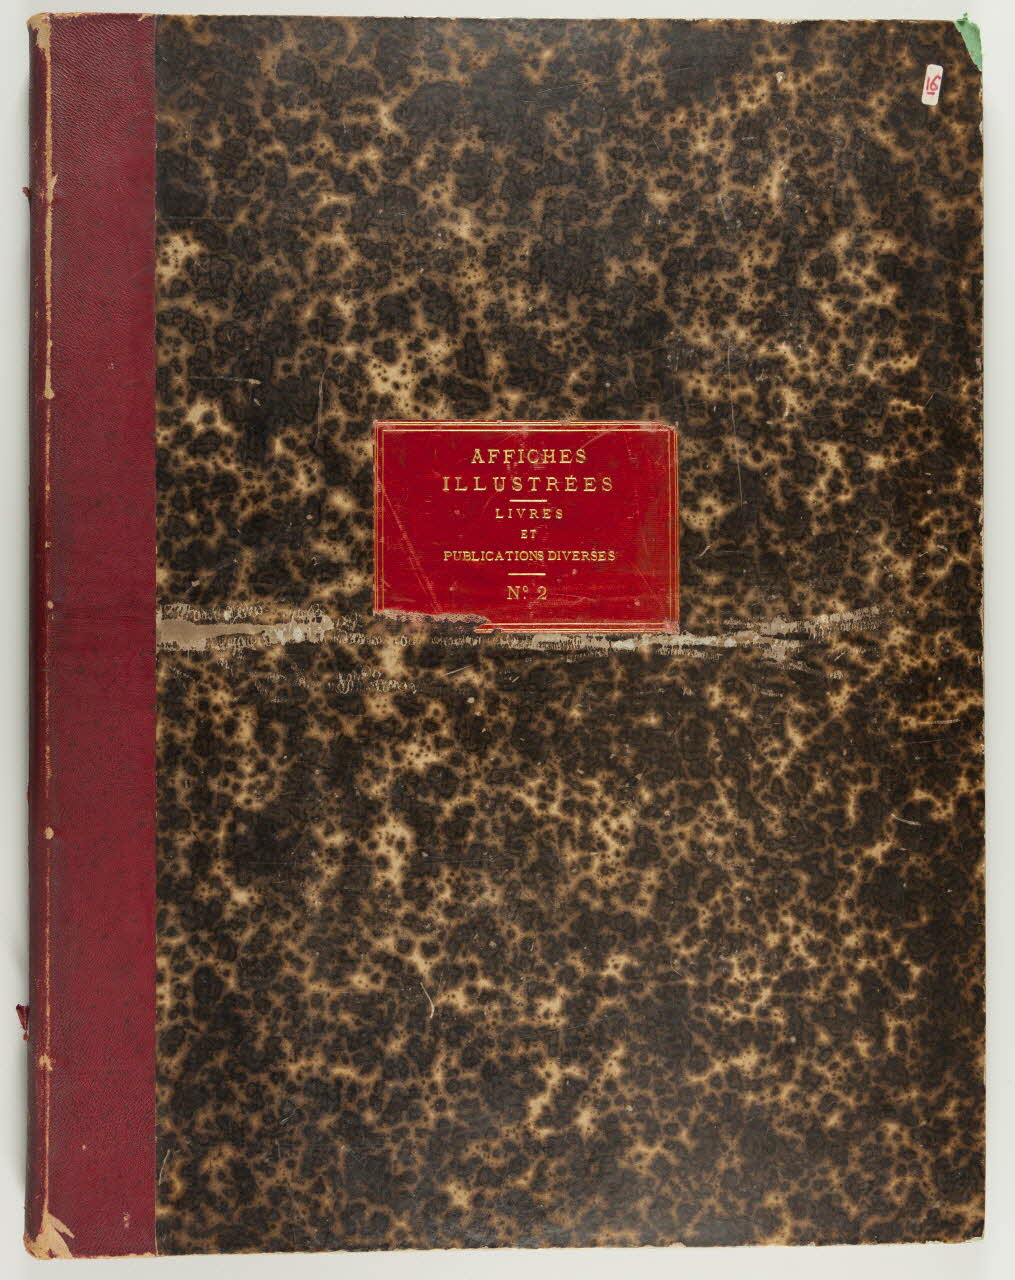 16
AFFICHES
ILLUSTRÉES
LIVRES
ET
PUBLICATIONS DIVERSES
N° 2